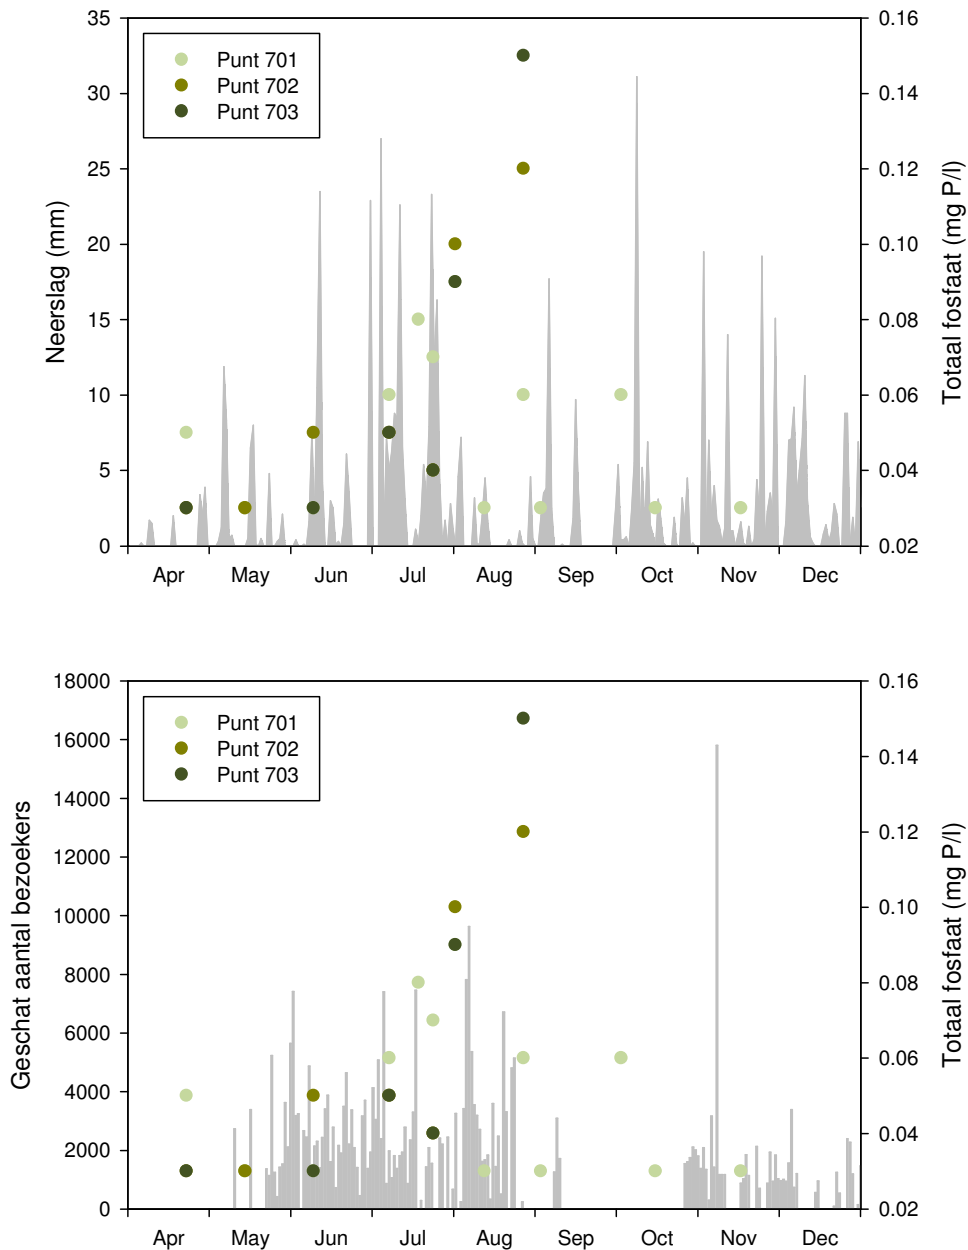 35
30
25
20
15
10
5
0
Neerslag (mm)
Punt 701
Punt 702
Punt 703
0.16
0.14
0.12
0.10
0.08
0.06
0.04
0.02
Totaal fosfaat (mg P/l)
Apr May Jun Jul Aug Sep Oct Nov Dec
18000
16000
14000
12000
10000
8000
6000
4000
2000
0
Geschat aantal bezoekers
Punt 701
Punt 702
Punt 703
0.16
0.14
0.12
0.10
0.08
0.06
0.04
0.02
Totaal fosfaat (mg P/l)
Apr May Jun Jul Aug Sep Oct Nov Dec